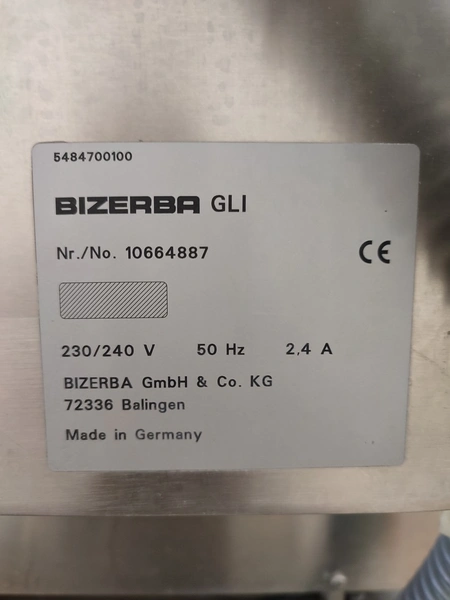 5484700100
BIZERBA GLI
Nr./No. 10664887
CE
230/240 V 50 Hz 2,4 A
BIZERBA GmbH & Co. KG
72336 Balingen
Made in Germany